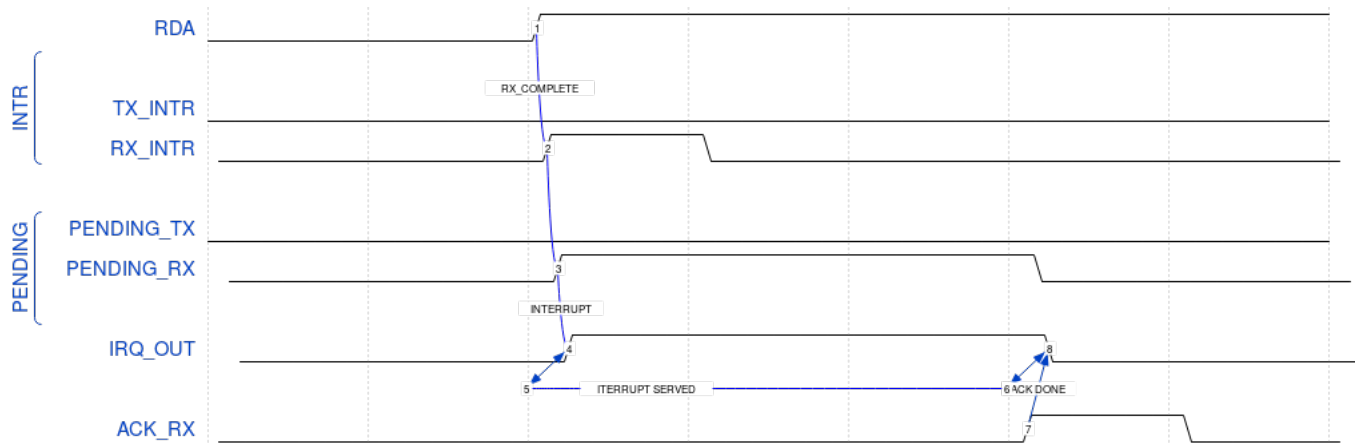 RDA
1
RX_COMPLETE
INTR
TX_INTR
RX_INTR
2
PENDING
PENDING_TX
PENDING_RX
3
INTERRUPT
IRQ_OUT
4
8
5
ITERRUPT SERVED
6
ACK DONE
ACK_RX
7